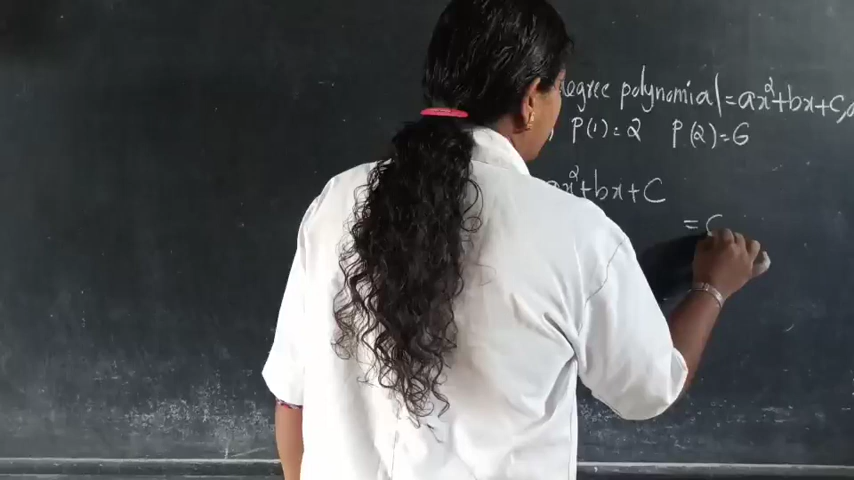 degree polynomial = ax²+bx+c,
P(1)=2 P(2)=6
ax²+bx+c
= c